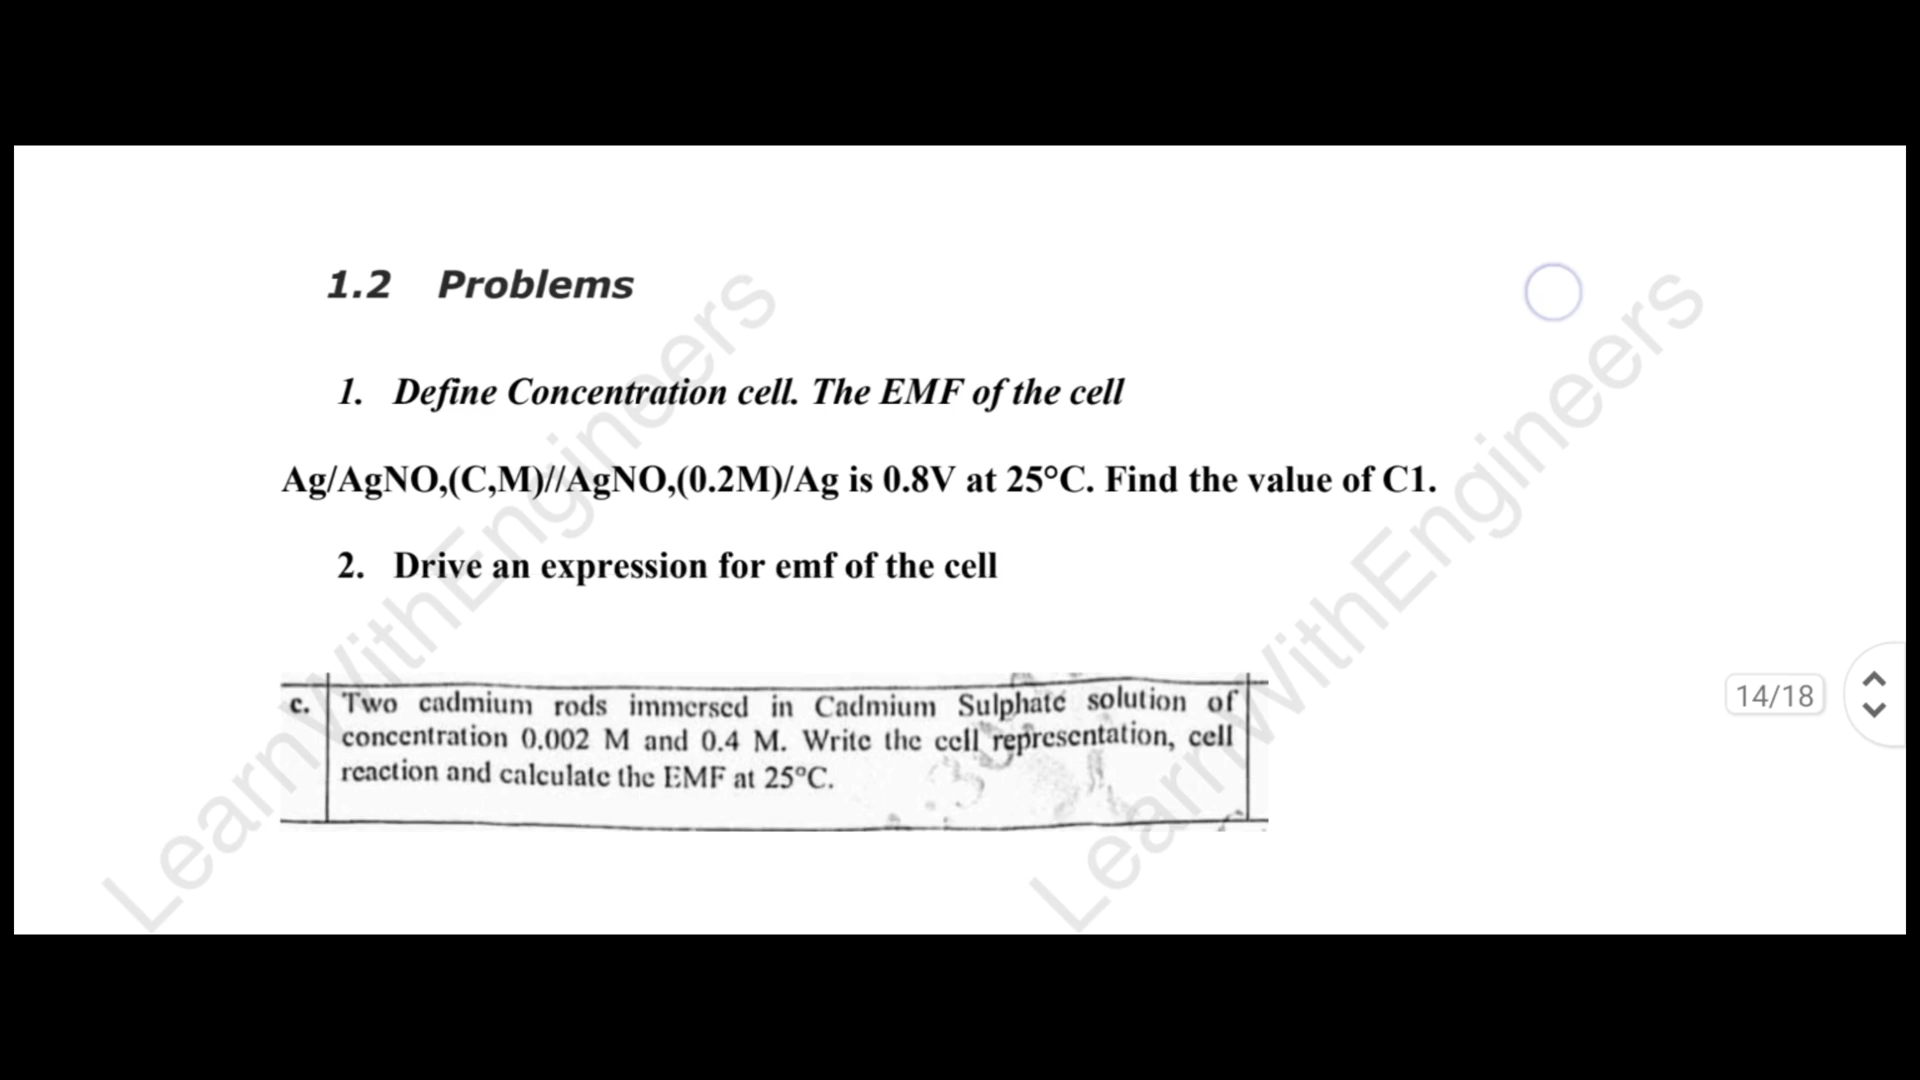 1.2 Problems
1. Define Concentration cell. The EMF of the cell
Ag/AgNO,(C,M)//AgNO,(0.2M)/Ag is 0.8V at 25°C. Find the value of C1.
2. Drive an expression for emf of the cell
c. Two cadmium rods immersed in Cadmium Sulphate solution of
concentration 0.002 M and 0.4 M. Write the cell representation, cell
reaction and calculate the EMF at 25°C.
14/18
LearnWithEngineers
LearnWithEngineers